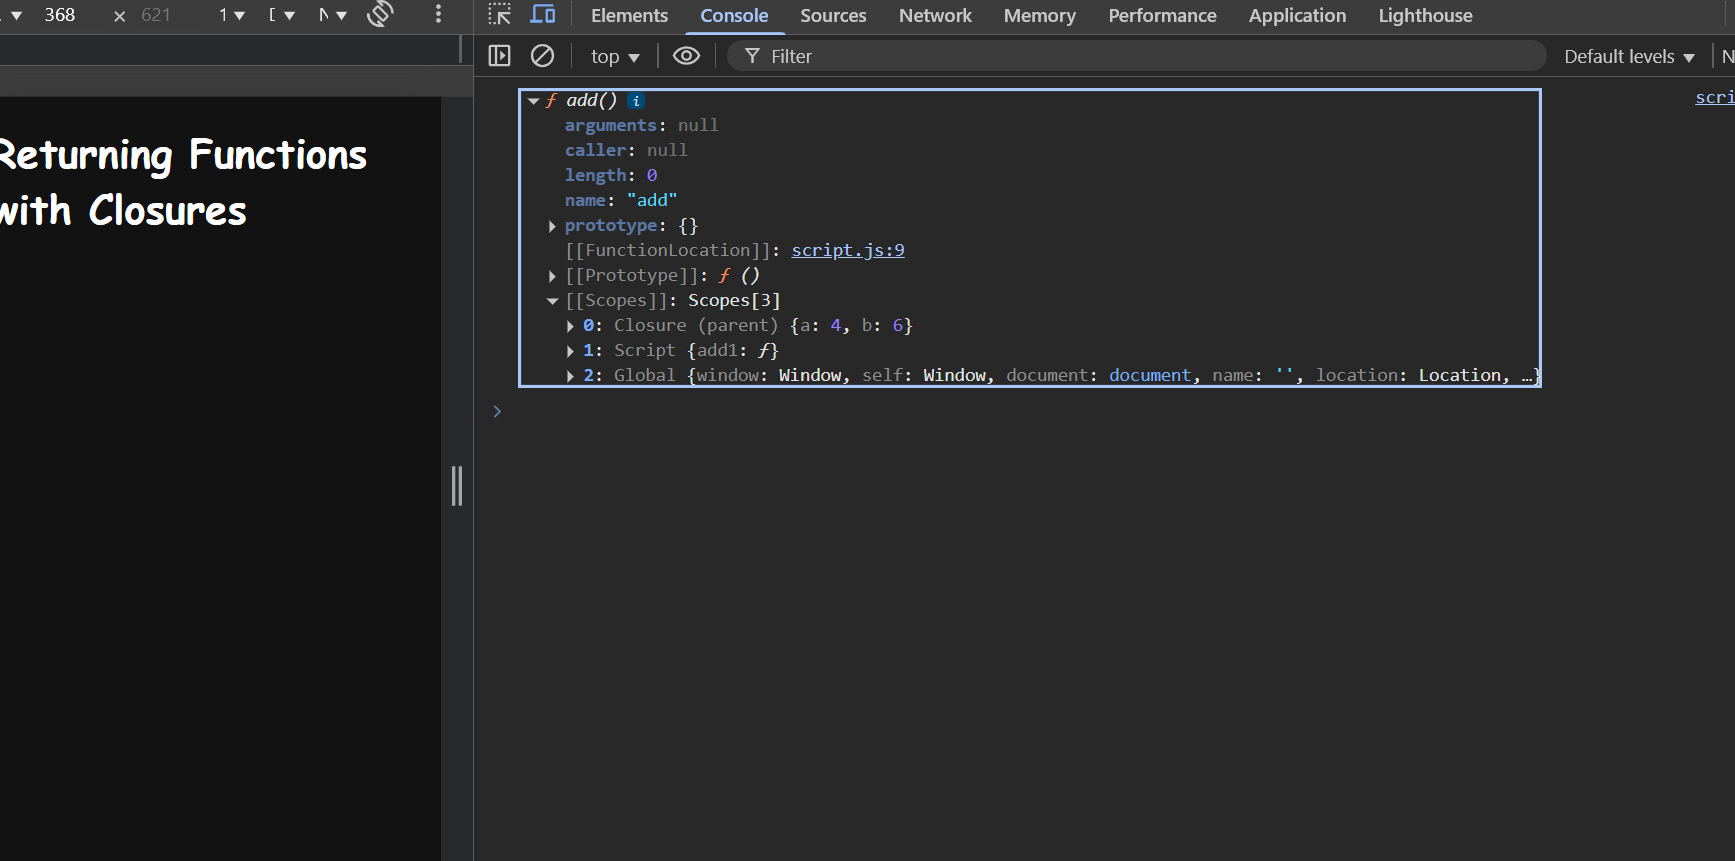 368 × 621 1
Elements Console Sources Network Memory Performance Application Lighthouse
top Filter Default levels
Returning Functions
with Closures
ƒ add() i
arguments: null
caller: null
length: 0
name: "add"
prototype: {}
[[FunctionLocation]]: script.js:9
[[Prototype]]: ƒ ()
[[Scopes]]: Scopes[3]
0: Closure (parent) {a: 4, b: 6}
1: Script {add1: ƒ}
2: Global {window: Window, self: Window, document: document, name: '', location: Location, …}